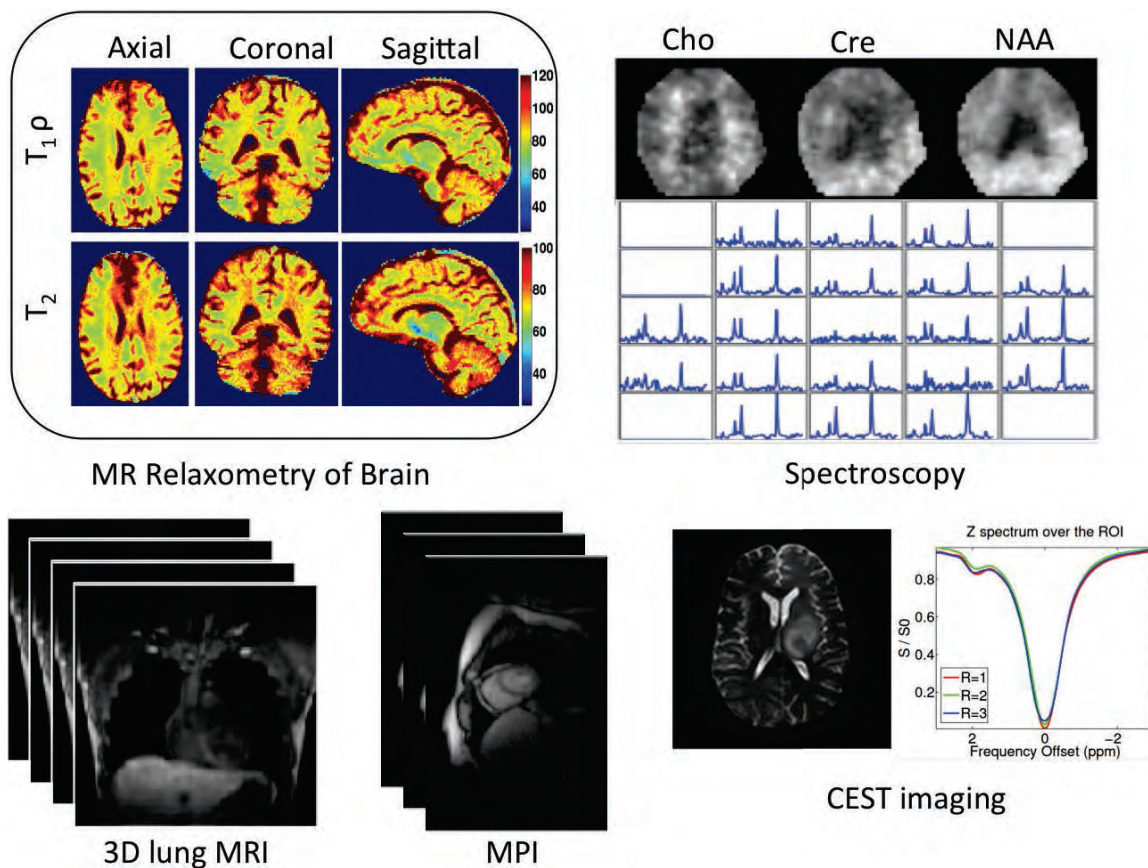 Axial Coronal Sagittal
T1ρ
120
100
80
60
40
T2
100
80
60
40
MR Relaxometry of Brain
Cho Cre NAA
Spectroscopy
3D lung MRI
MPI
Z spectrum over the ROI
S / S0
0.8
0.6
0.4
0.2
R=1
R=2
R=3
2 0 -2
Frequency Offset (ppm)
CEST imaging